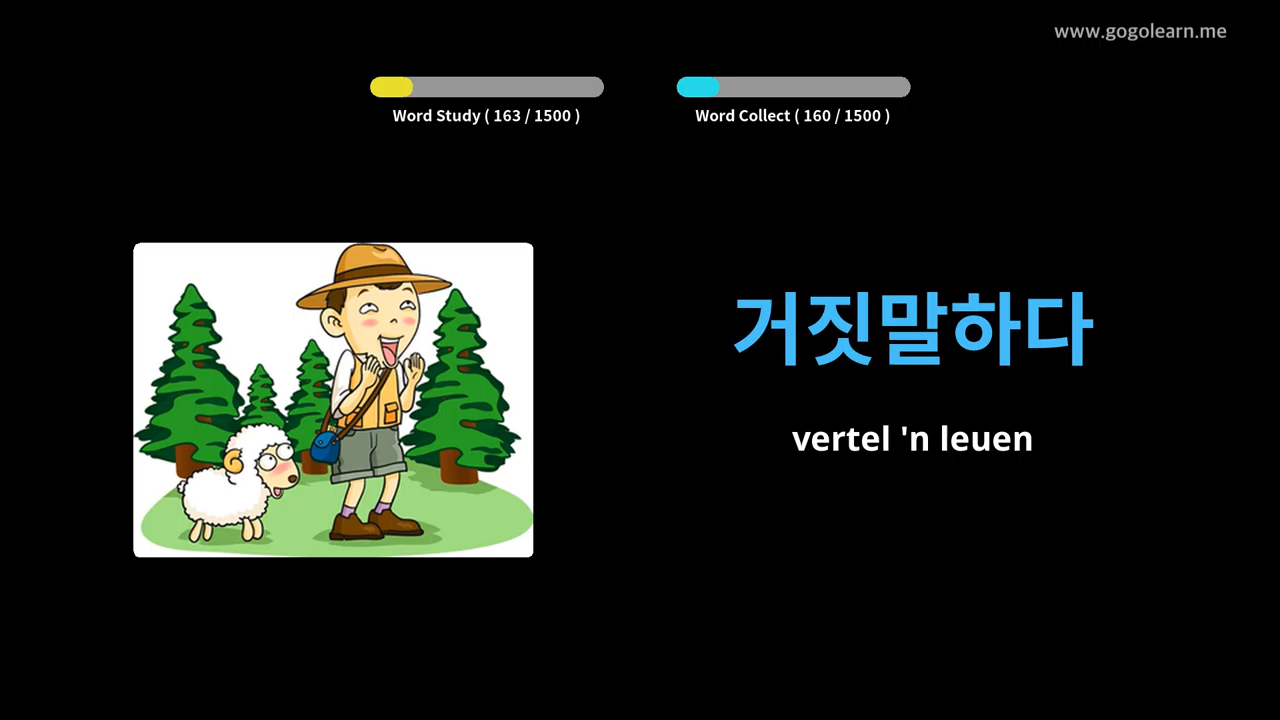 www.gogolearn.me
Word Study ( 163 / 1500 )
Word Collect ( 160 / 1500 )
거짓말하다
vertel 'n leuen